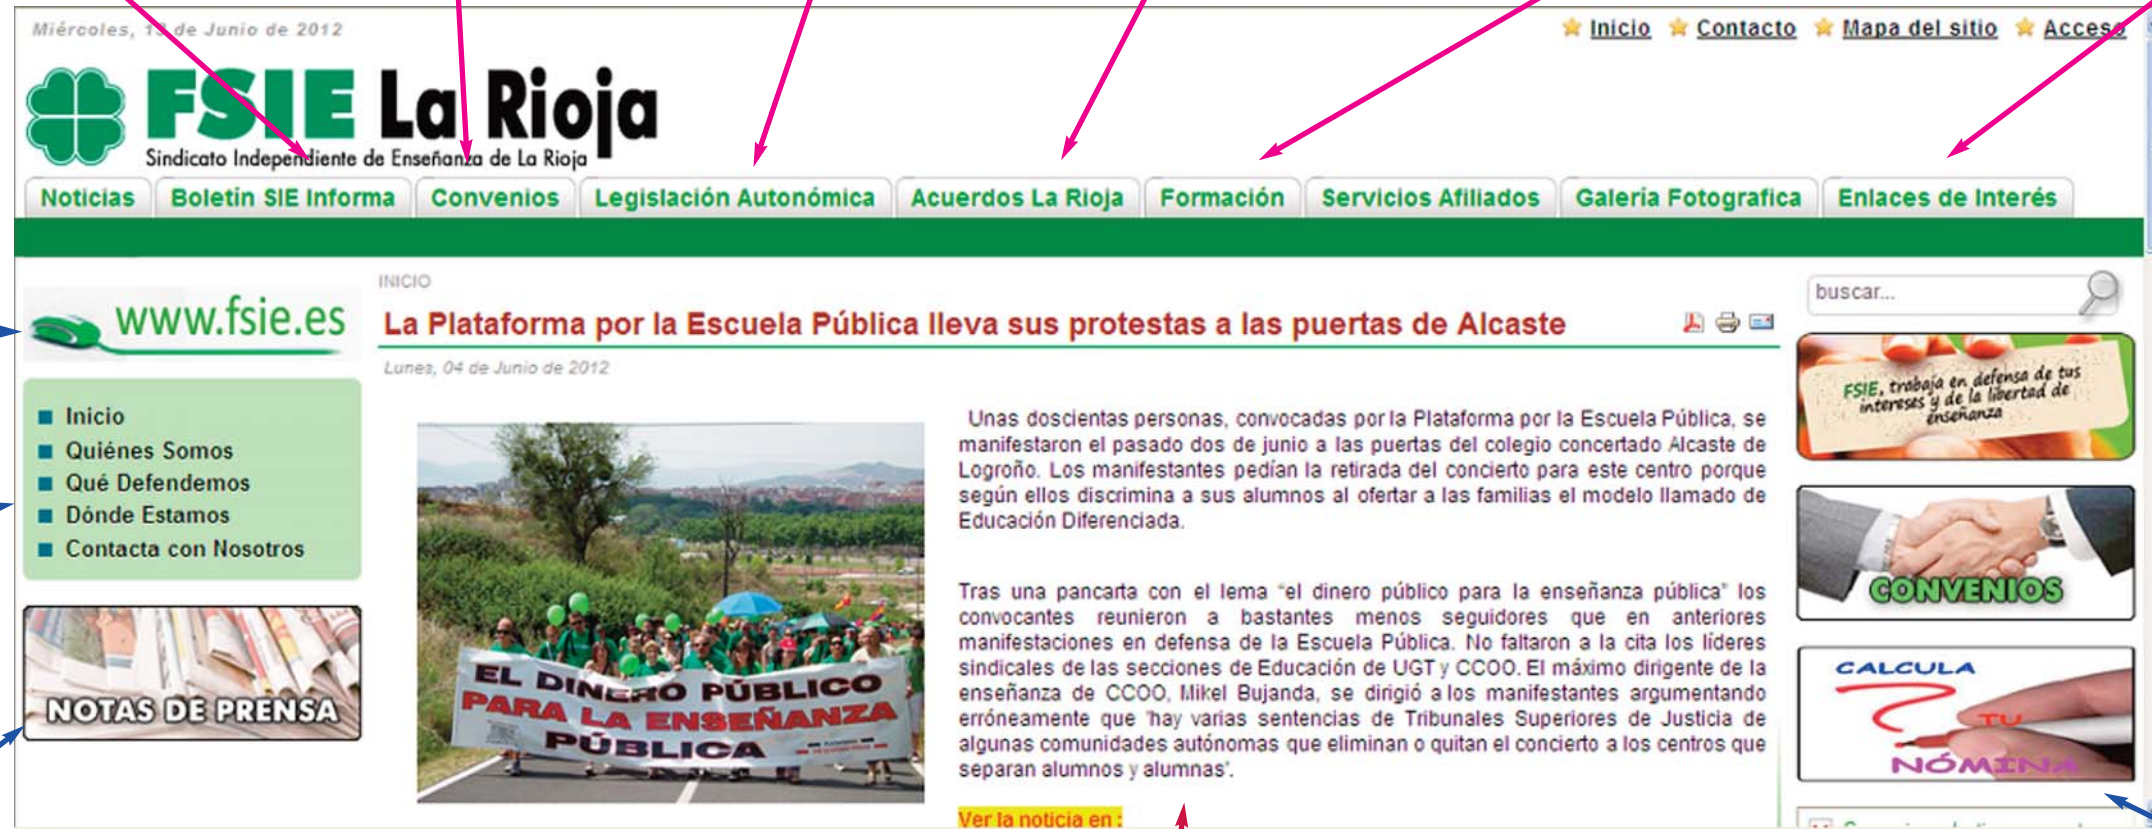 Miércoles, 13 de Junio de 2012
Inicio Contacto Mapa del sitio Acceso
FSIE La Rioja
Sindicato Independiente de Enseñanza de La Rioja
Noticias Boletín SIE Informa Convenios Legislación Autonómica Acuerdos La Rioja Formación Servicios Afiliados Galería Fotografica Enlaces de Interés
www.fsie.es
Inicio
Quiénes Somos
Qué Defendemos
Dónde Estamos
Contacta con Nosotros
NOTAS DE PRENSA
INICIO
La Plataforma por la Escuela Pública lleva sus protestas a las puertas de Alcaste
Lunes, 04 de Junio de 2012
EL DINERO PÚBLICO
PARA LA ENSEÑANZA
PÚBLICA
Unas doscientas personas, convocadas por la Plataforma por la Escuela Pública, se
manifestaron el pasado dos de junio a las puertas del colegio concertado Alcaste de
Logroño. Los manifestantes pedían la retirada del concierto para este centro porque
según ellos discrimina a sus alumnos al ofertar a las familias el modelo llamado de
Educación Diferenciada.
Tras una pancarta con el lema "el dinero público para la enseñanza pública" los
convocantes reunieron a bastantes menos seguidores que en anteriores
manifestaciones en defensa de la Escuela Pública. No faltaron a la cita los líderes
sindicales de las secciones de Educación de UGT y CCOO. El máximo dirigente de la
enseñanza de CCOO, Mikel Bujanda, se dirigió a los manifestantes argumentando
erróneamente que 'hay varias sentencias de Tribunales Superiores de Justicia de
algunas comunidades autónomas que eliminan o quitan el concierto a los centros que
separan alumnos y alumnas'.
Ver la noticia en :
buscar...
FSIE, trabaja en defensa de tus
intereses y de la libertad de
enseñanza
CONVENIOS
CALCULA
TU
NÓMINA